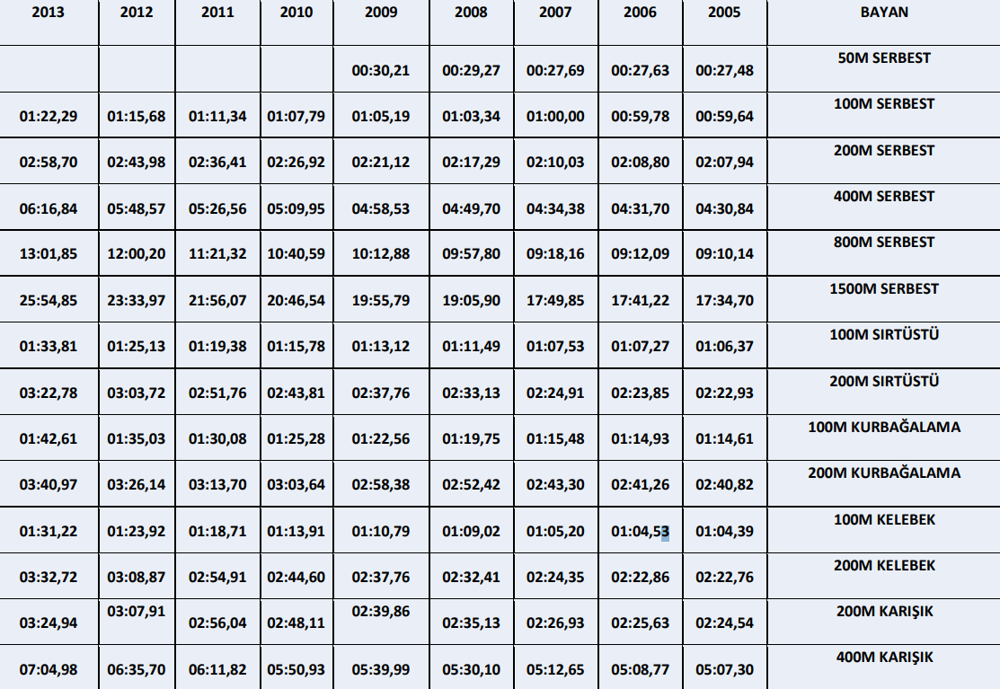 2013 2012 2011 2010 2009 2008 2007 2006 2005 BAYAN
00:30,21 00:29,27 00:27,69 00:27,63 00:27,48 50M SERBEST
01:22,29 01:15,68 01:11,34 01:07,79 01:05,19 01:03,34 01:00,00 00:59,78 00:59,64 100M SERBEST
02:58,70 02:43,98 02:36,41 02:26,92 02:21,12 02:17,29 02:10,03 02:08,80 02:07,94 200M SERBEST
06:16,84 05:48,57 05:26,56 05:09,95 04:58,53 04:49,70 04:34,38 04:31,70 04:30,84 400M SERBEST
13:01,85 12:00,20 11:21,32 10:40,59 10:12,88 09:57,80 09:18,16 09:12,09 09:10,14 800M SERBEST
25:54,85 23:33,97 21:56,07 20:46,54 19:55,79 19:05,90 17:49,85 17:41,22 17:34,70 1500M SERBEST
01:33,81 01:25,13 01:19,38 01:15,78 01:13,12 01:11,49 01:07,53 01:07,27 01:06,37 100M SIRTÜSTÜ
03:22,78 03:03,72 02:51,76 02:43,81 02:37,76 02:33,13 02:24,91 02:23,85 02:22,93 200M SIRTÜSTÜ
01:42,61 01:35,03 01:30,08 01:25,28 01:22,56 01:19,75 01:15,48 01:14,93 01:14,61 100M KURBAĞALAMA
03:40,97 03:26,14 03:13,70 03:03,64 02:58,38 02:52,42 02:43,30 02:41,26 02:40,82 200M KURBAĞALAMA
01:31,22 01:23,92 01:18,71 01:13,91 01:10,79 01:09,02 01:05,20 01:04,53 01:04,39 100M KELEBEK
03:32,72 03:08,87 02:54,91 02:44,60 02:37,76 02:32,41 02:24,35 02:22,86 02:22,76 200M KELEBEK
03:24,94 03:07,91 02:56,04 02:48,11 02:39,86 02:35,13 02:26,93 02:25,63 02:24,54 200M KARIŞIK
07:04,98 06:35,70 06:11,82 05:50,93 05:39,99 05:30,10 05:12,65 05:08,77 05:07,30 400M KARIŞIK